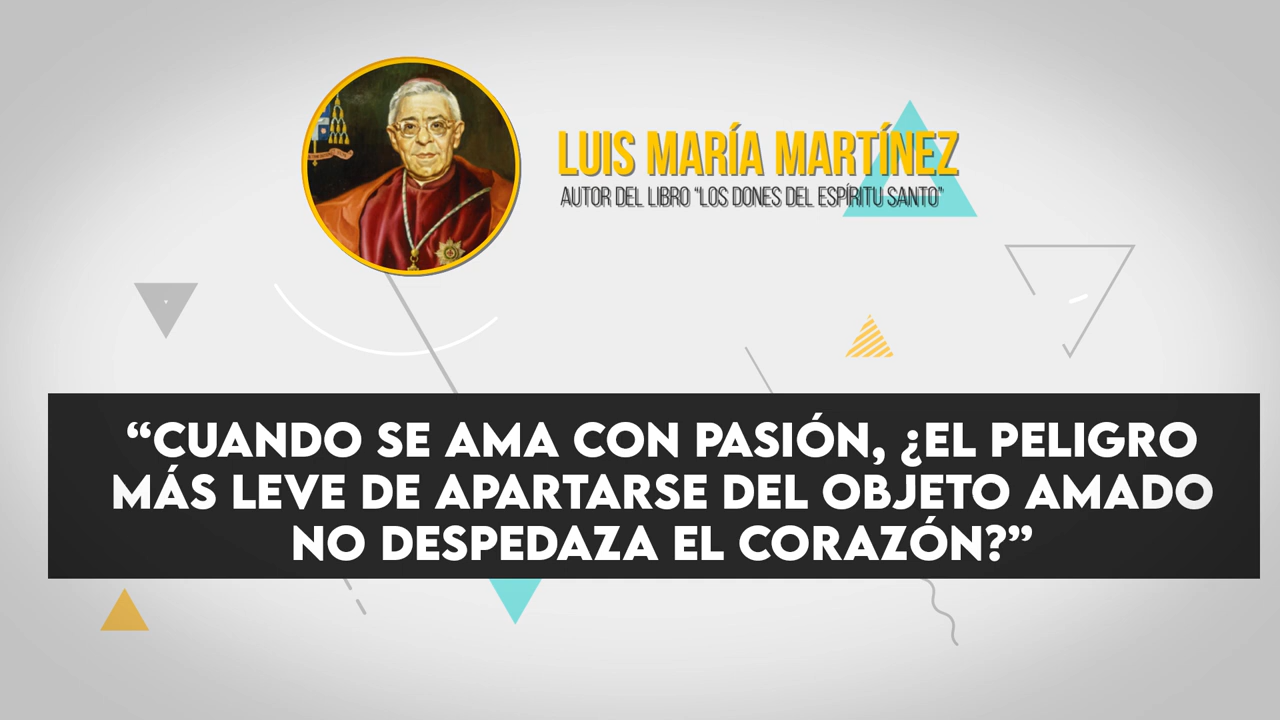 LUIS MARÍA MARTÍNEZ
AUTOR DEL LIBRO “LOS DONES DEL ESPÍRITU SANTO”
“CUANDO SE AMA CON PASIÓN, ¿EL PELIGRO
MÁS LEVE DE APARTARSE DEL OBJETO AMADO
NO DESPEDAZA EL CORAZÓN?”